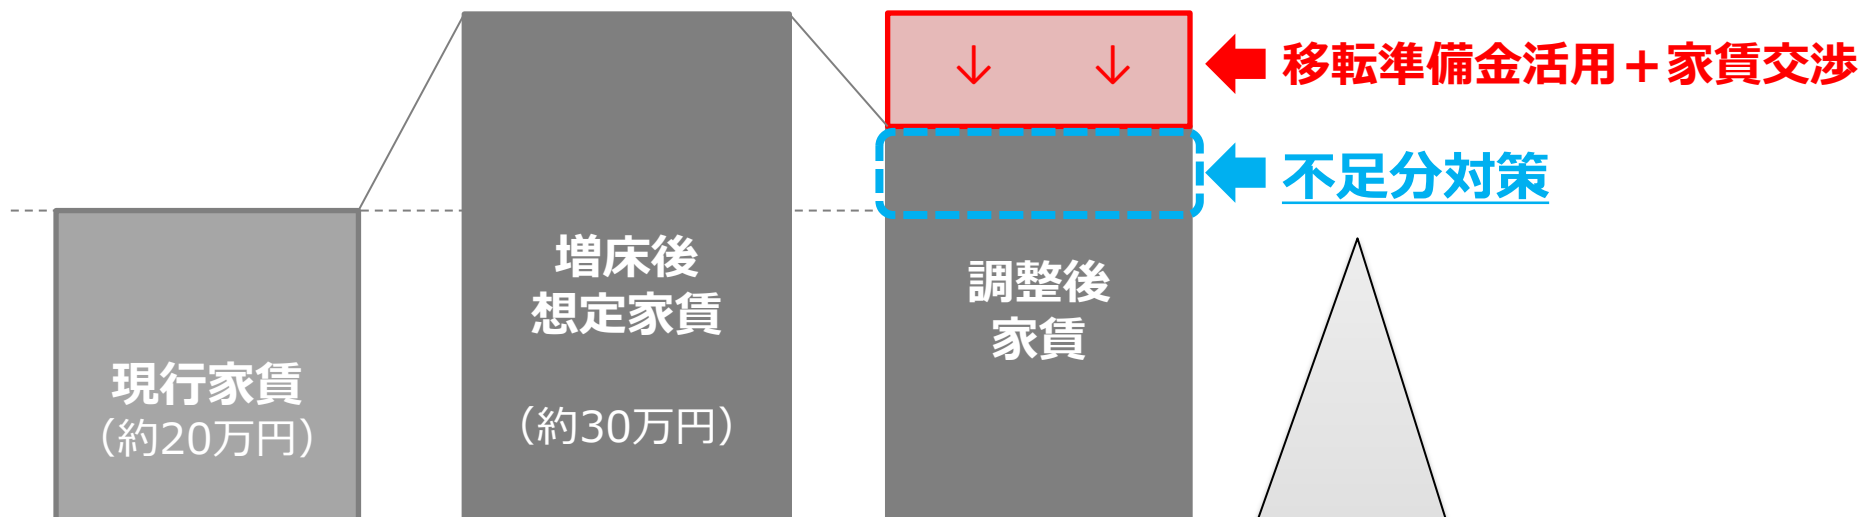 現行家賃
（約20万円）
増床後
想定家賃
（約30万円）
調整後
家賃
↓ ↓
移転準備金活用＋家賃交渉
不足分対策